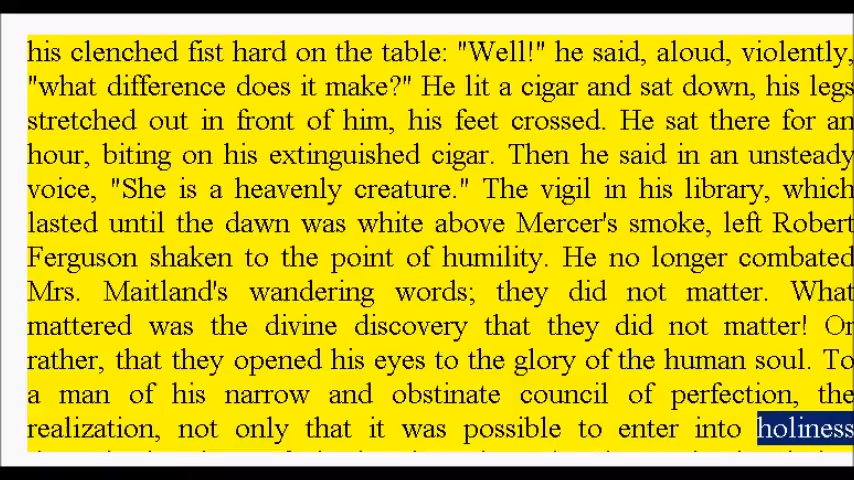 his clenched fist hard on the table: "Well!" he said, aloud, violently,
"what difference does it make?" He lit a cigar and sat down, his legs
stretched out in front of him, his feet crossed. He sat there for an
hour, biting on his extinguished cigar. Then he said in an unsteady
voice, "She is a heavenly creature." The vigil in his library, which
lasted until the dawn was white above Mercer's smoke, left Robert
Ferguson shaken to the point of humility. He no longer combated
Mrs. Maitland's wandering words; they did not matter. What
mattered was the divine discovery that they did not matter! Or
rather, that they opened his eyes to the glory of the human soul. To
a man of his narrow and obstinate council of perfection, the
realization, not only that it was possible to enter into holiness